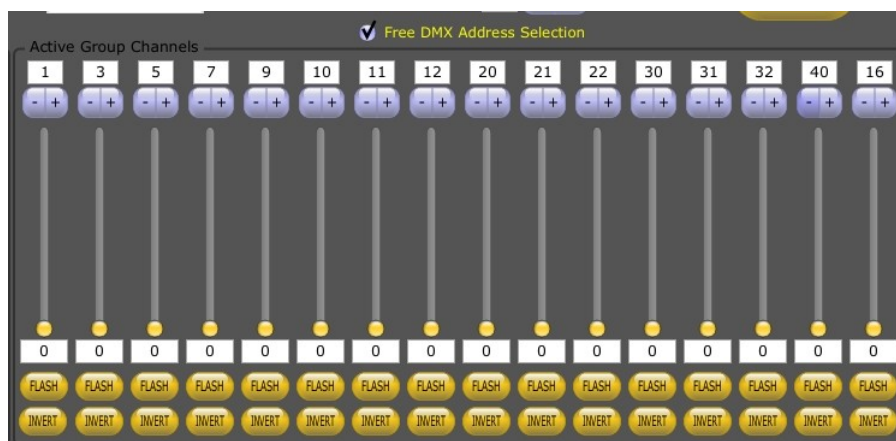 Free DMX Address Selection
Active Group Channels
1 3 5 7 9 10 11 12 20 21 22 30 31 32 40 16
- + - + - + - + - + - + - + - + - + - + - + - + - + - + - + - +
0 0 0 0 0 0 0 0 0 0 0 0 0 0 0 0
FLASH FLASH FLASH FLASH FLASH FLASH FLASH FLASH FLASH FLASH FLASH FLASH FLASH FLASH FLASH FLASH
INVERT INVERT INVERT INVERT INVERT INVERT INVERT INVERT INVERT INVERT INVERT INVERT INVERT INVERT INVERT INVERT